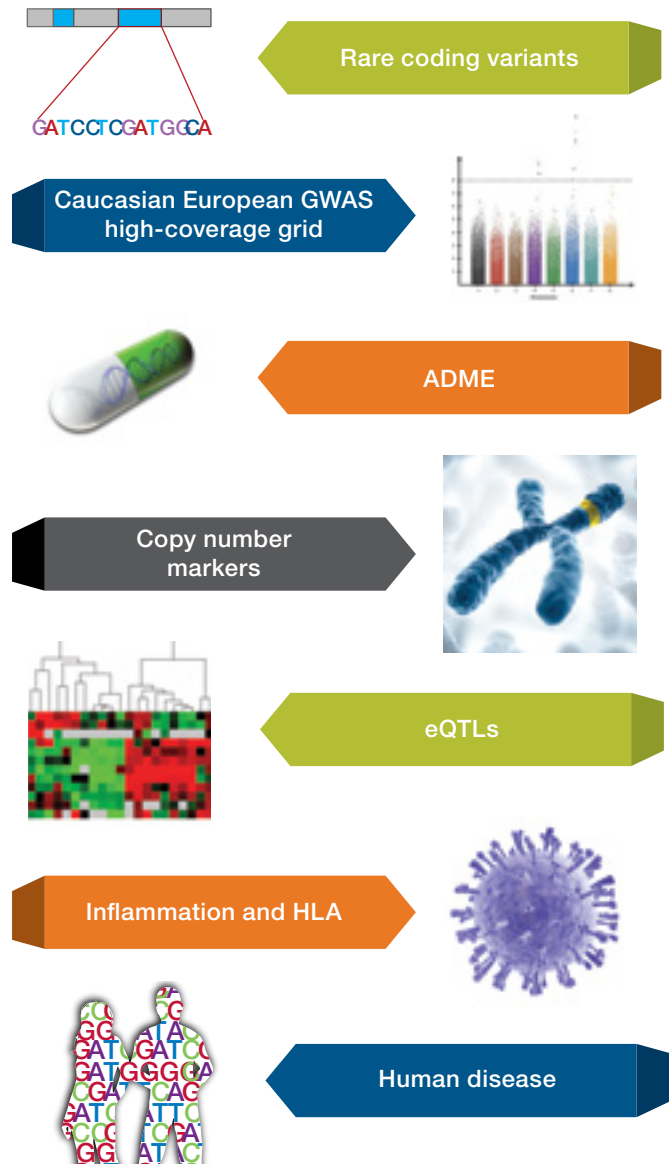 Rare coding variants
GATCCTCGATGGCA
Caucasian European GWAS
high-coverage grid
ADME
Copy number
markers
eQTLs
Inflammation and HLA
Human disease